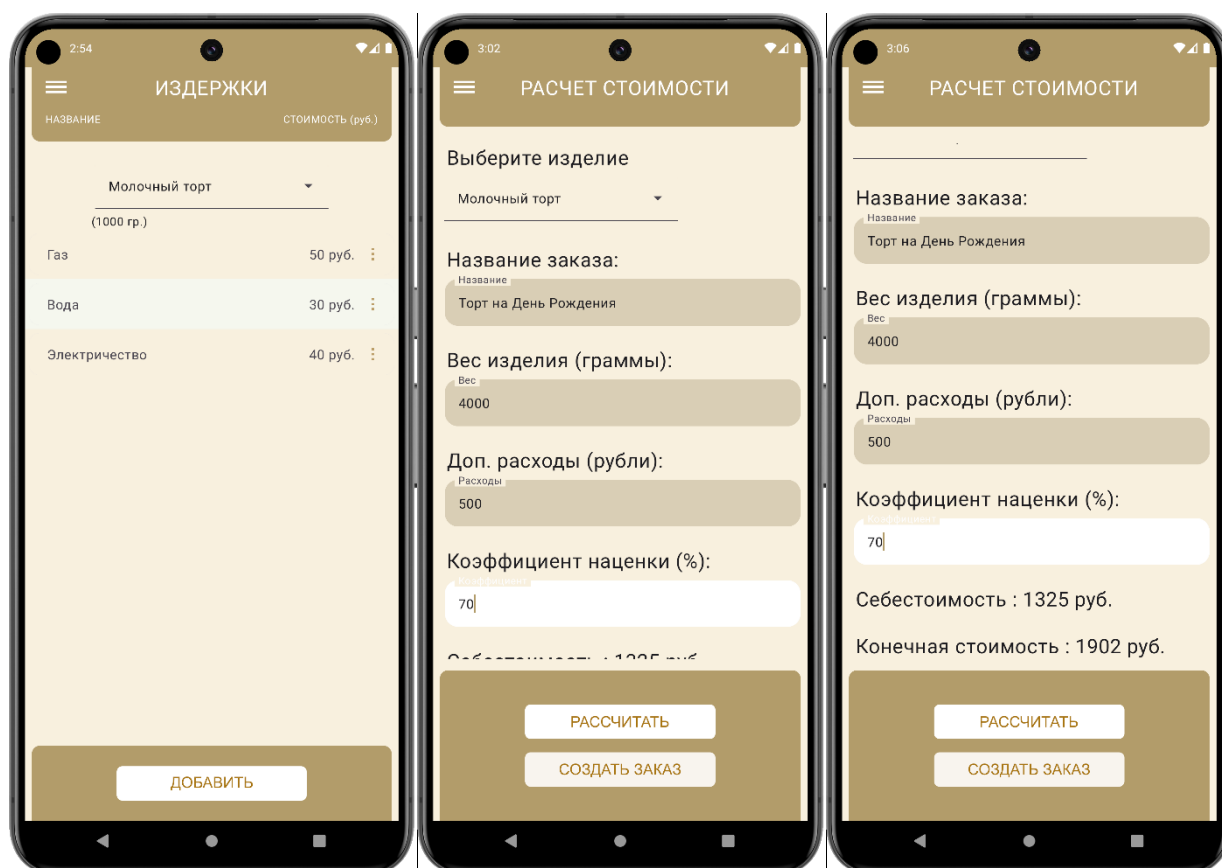 2:54
ИЗДЕРЖКИ
НАЗВАНИЕ СТОИМОСТЬ (руб.)
Молочный торт
(1000 гр.)
Газ 50 руб.
Вода 30 руб.
Электричество 40 руб.
ДОБАВИТЬ
3:02
РАСЧЕТ СТОИМОСТИ
Выберите изделие
Молочный торт
Название заказа:
Название
Торт на День Рождения
Вес изделия (граммы):
Вес
4000
Доп. расходы (рубли):
Расходы
500
Коэффициент наценки (%):
Коэффициент
70
Себестоимость : 1325 руб.
РАССЧИТАТЬ
СОЗДАТЬ ЗАКАЗ
3:06
РАСЧЕТ СТОИМОСТИ
Название заказа:
Название
Торт на День Рождения
Вес изделия (граммы):
Вес
4000
Доп. расходы (рубли):
Расходы
500
Коэффициент наценки (%):
Коэффициент
70
Себестоимость : 1325 руб.
Конечная стоимость : 1902 руб.
РАССЧИТАТЬ
СОЗДАТЬ ЗАКАЗ